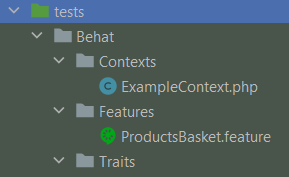 tests
Behat
Contexts
C ExampleContext.php
Features
ProductsBasket.feature
Traits